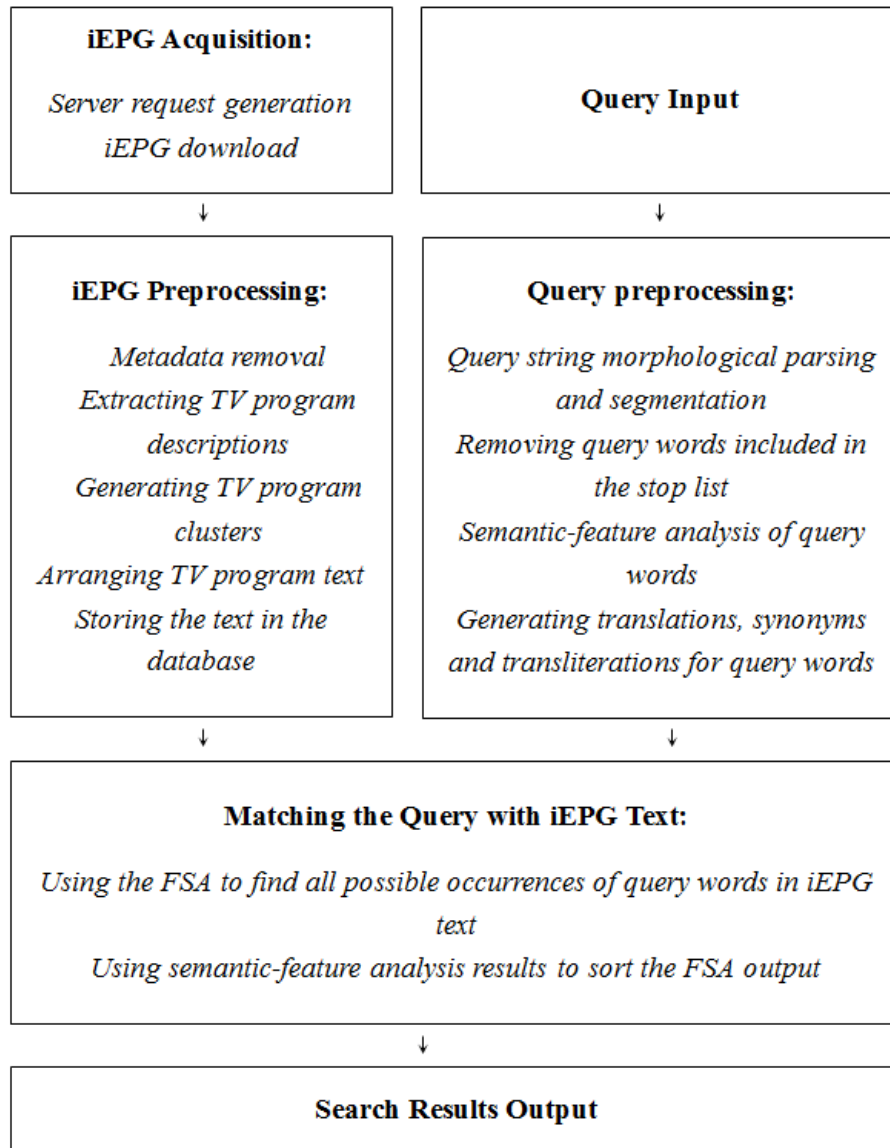 iEPG Acquisition:
Server request generation
iEPG download
↓
Query Input
↓
iEPG Preprocessing:
Metadada removal
Extracting TV program
descriptions
Generating TV program
clusters
Arranging TV program text
Storing the text in the
database
↓
Query preprocessing:
Query string morphological parsing
and segmentation
Removing query words included in
the stop list
Semantic-feature analysis of query
words
Generating translations, synonyms
and transliterations for query words
↓
Matching the Query with iEPG Text:
Using the FSA to find all possible occurrences of query words in iEPG
text
Using semantic-feature analysis results to sort the FSA output
↓
Search Results Output